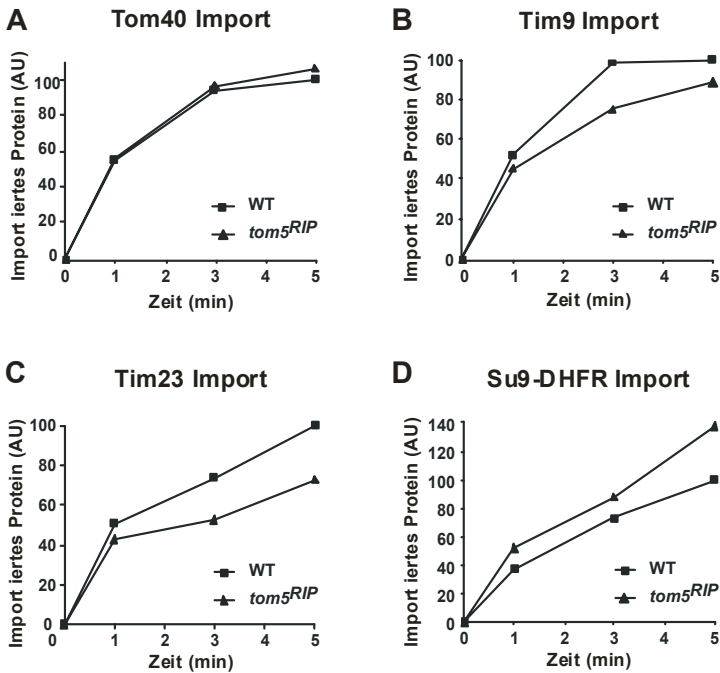 A
Tom40 Import
Import iertes Protein (AU)
100
80
60
40
20
0
WT
tom5RIP
0 1 2 3 4 5
Zeit (min)
B
Tim9 Import
Import iertes Protein (AU)
100
80
60
40
20
0
WT
tom5RIP
0 1 2 3 4 5
Zeit (min)
C
Tim23 Import
Import iertes Protein (AU)
100
80
60
40
20
0
WT
tom5RIP
0 1 2 3 4 5
Zeit (min)
D
Su9-DHFR Import
Import iertes Protein (AU)
140
120
100
80
60
40
20
0
WT
tom5RIP
0 1 2 3 4 5
Zeit (min)